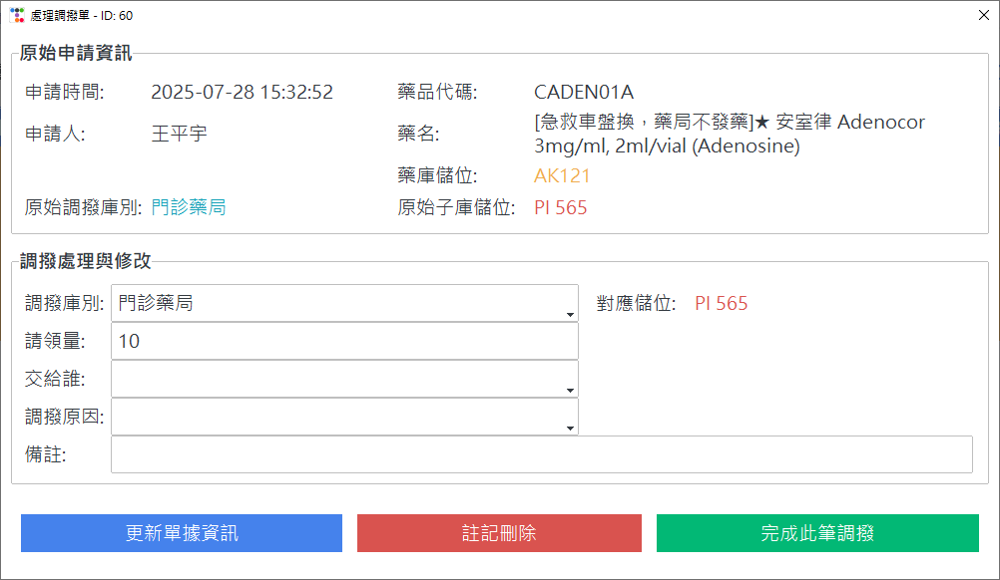 處理調撥單 - ID: 60
原始申請資訊
申請時間: 2025-07-28 15:32:52 藥品代碼: CADEN01A
申請人: 王平宇 藥名: [急救車盤換，藥局不發藥]★ 安室律 Adenocor
3mg/ml, 2ml/vial (Adenosine)
藥庫儲位: AK121
原始調撥庫別: 門診藥局 原始子庫儲位: PI 565
調撥處理與修改
調撥庫別: 門診藥局 對應儲位: PI 565
請領量: 10
交給誰:
調撥原因:
備註:
更新單據資訊 註記刪除 完成此筆調撥